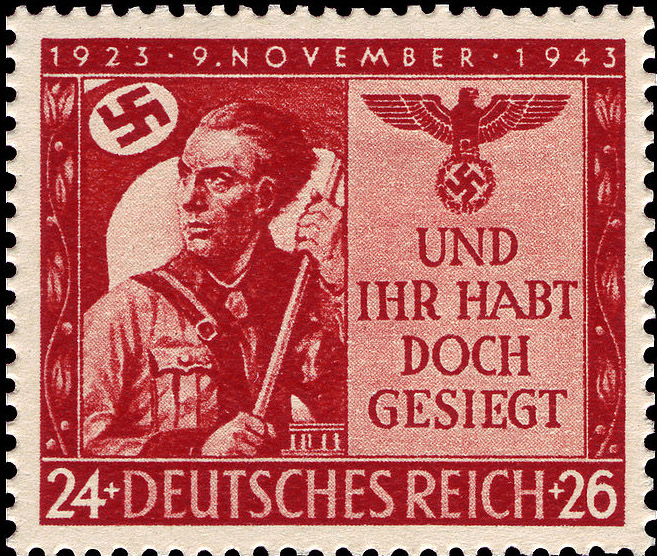 1923 · 9. NOVEMBER · 1943
UND
IHR HABT
DOCH
GESIEGT
24+ DEUTSCHES REICH +26